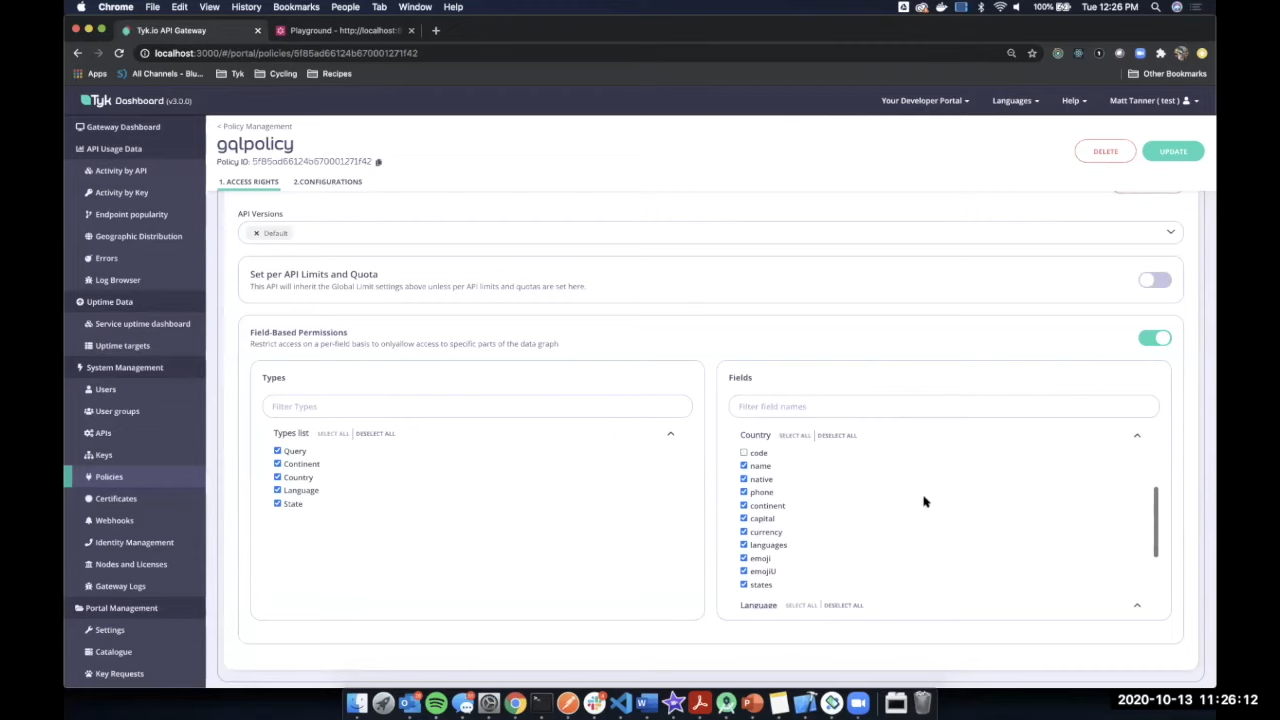 Chrome File Edit View History Bookmarks People Tab Window Help 100% Tue 12:26 PM
Tyk.io API Gateway Playground - http://localhost:
localhost:3000/#/portal/policies/5f85ad66124b670001271f42
Apps All Channels - Blu... Tyk Cycling Recipes Other Bookmarks
Tyk Dashboard (v3.0.0) Your Developer Portal Languages Help Matt Tanner ( test )
Gateway Dashboard
API Usage Data
Activity by API
Activity by Key
Endpoint popularity
Geographic Distribution
Errors
Log Browser
Uptime Data
Service uptime dashboard
Uptime targets
System Management
Users
User groups
APIs
Keys
Policies
Certificates
Webhooks
Identity Management
Nodes and Licenses
Gateway Logs
Portal Management
Settings
Catalogue
Key Requests
< Policy Management
gqlpolicy
Policy ID: 5f85ad66124b670001271f42
DELETE
UPDATE
1. ACCESS RIGHTS 2.CONFIGURATIONS
API Versions
Default
Set per API Limits and Quota
This API will inherit the Global Limit settings above unless per API limits and quotas are set here.
Field-Based Permissions
Restrict access on a per-field basis to onlyallow access to specific parts of the data graph
Types
Filter Types
Types list SELECT ALL | DESELECT ALL
Query
Continent
Country
Language
State
Fields
Filter field names
Country SELECT ALL | DESELECT ALL
code
name
native
phone
continent
capital
currency
languages
emoji
emojiU
states
Language SELECT ALL | DESELECT ALL
2020-10-13 11:26:12